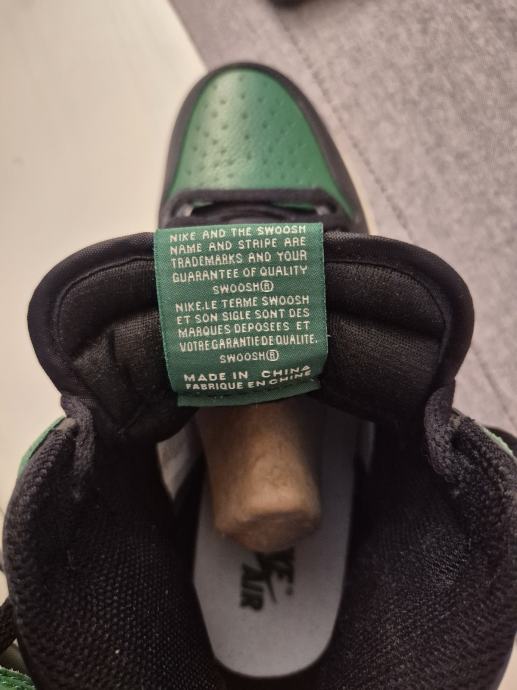 NIKE AND THE SWOOSH
NAME AND STRIPE ARE
TRADEMARKS AND YOUR
GUARANTEE OF QUALITY
SWOOSH®
NIKE.LE TERME SWOOSH
ET SON SIGLE SONT DES
MARQUES DEPOSEES ET
VOTRE GARANTIE DE QUALITE.
SWOOSH®
MADE IN CHINA
FABRIQUE EN CHINE
AIR